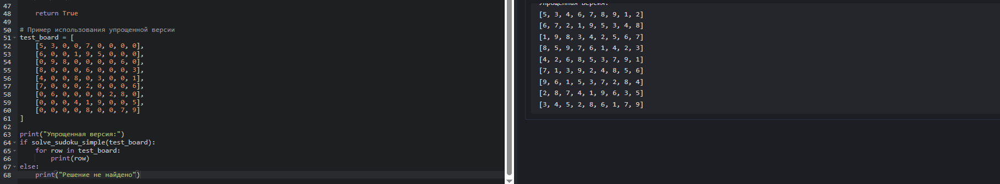 47
48 return True
49
50 # Пример использования упрощенной версии
51 test_board = [
52 [5, 3, 0, 0, 7, 0, 0, 0, 0],
53 [6, 0, 0, 1, 9, 5, 0, 0, 0],
54 [0, 9, 8, 0, 0, 0, 0, 6, 0],
55 [8, 0, 0, 0, 6, 0, 0, 0, 3],
56 [4, 0, 0, 8, 0, 3, 0, 0, 1],
57 [7, 0, 0, 0, 2, 0, 0, 0, 6],
58 [0, 6, 0, 0, 0, 0, 2, 8, 0],
59 [0, 0, 0, 4, 1, 9, 0, 0, 5],
60 [0, 0, 0, 0, 8, 0, 0, 7, 9]
61 ]
62
63 print("Упрощенная версия:")
64 if solve_sudoku_simple(test_board):
65 for row in test_board:
66 print(row)
67 else:
68 print("Решение не найдено")
Упрощенная версия:
[5, 3, 4, 6, 7, 8, 9, 1, 2]
[6, 7, 2, 1, 9, 5, 3, 4, 8]
[1, 9, 8, 3, 4, 2, 5, 6, 7]
[8, 5, 9, 7, 6, 1, 4, 2, 3]
[4, 2, 6, 8, 5, 3, 7, 9, 1]
[7, 1, 3, 9, 2, 4, 8, 5, 6]
[9, 6, 1, 5, 3, 7, 2, 8, 4]
[2, 8, 7, 4, 1, 9, 6, 3, 5]
[3, 4, 5, 2, 8, 6, 1, 7, 9]